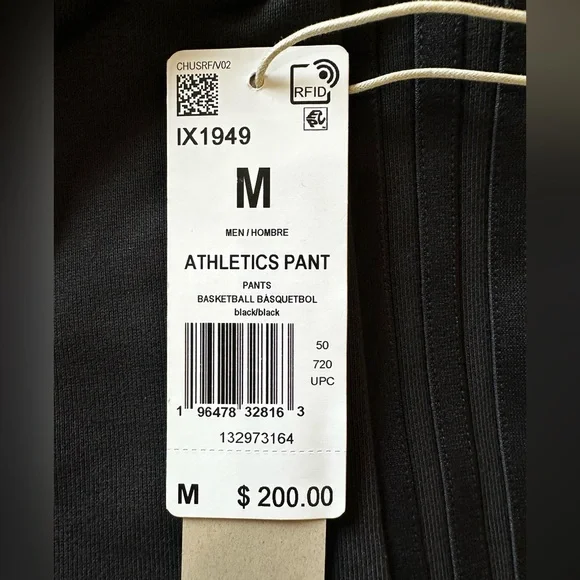 CHUSRF/V02
RFID
IX1949
M
MEN / HOMBRE
ATHLETICS PANT
PANTS
BASKETBALL BÁSQUETBOL
black/black
50
720
UPC
1 96478 32816 3
132973164
M $ 200.00